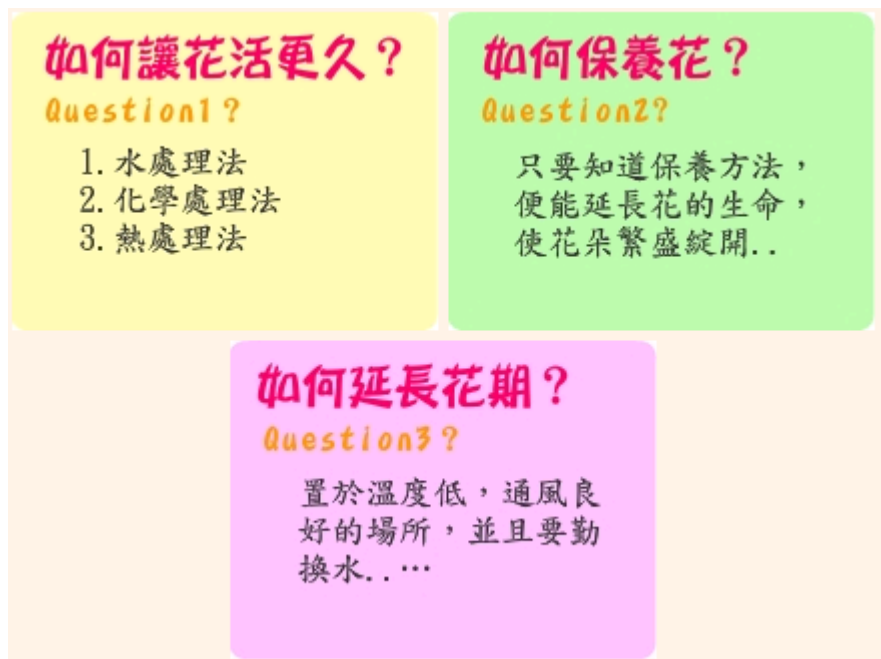 如何讓花活更久？
Question1？
1.水處理法
2.化學處理法
3.熱處理法
如何保養花？
Question2?
只要知道保養方法，
便能延長花的生命，
使花朵繁盛綻開..
如何延長花期？
Question3？
置於溫度低，通風良
好的場所，並且要勤
換水..…